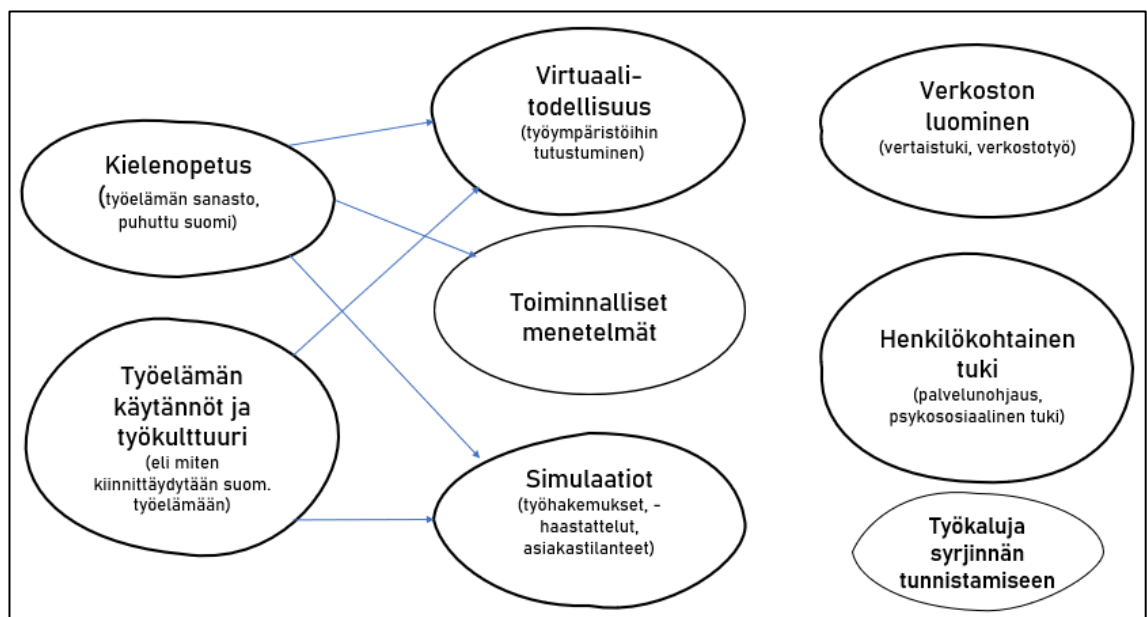 Kielenopetus
(työelämän sanasto,
puhuttu suomi)
Työelämän
käytännöt ja
työkulttuuri
(eli miten
kiinnittäydytään suom.
työelämään)
Virtuaali-
todellisuus
(työympäristöihin
tutustuminen)
Toiminnalliset
menetelmät
Simulaatiot
(työhakemukset, -
haastattelut,
asiakastilanteet)
Verkoston
luominen
(vertaistuki, verkostotyö)
Henkilökohtainen
tuki
(palvelunohjaus,
psykososiaalinen tuki)
Työkaluja
syrjinnän
tunnistamiseen